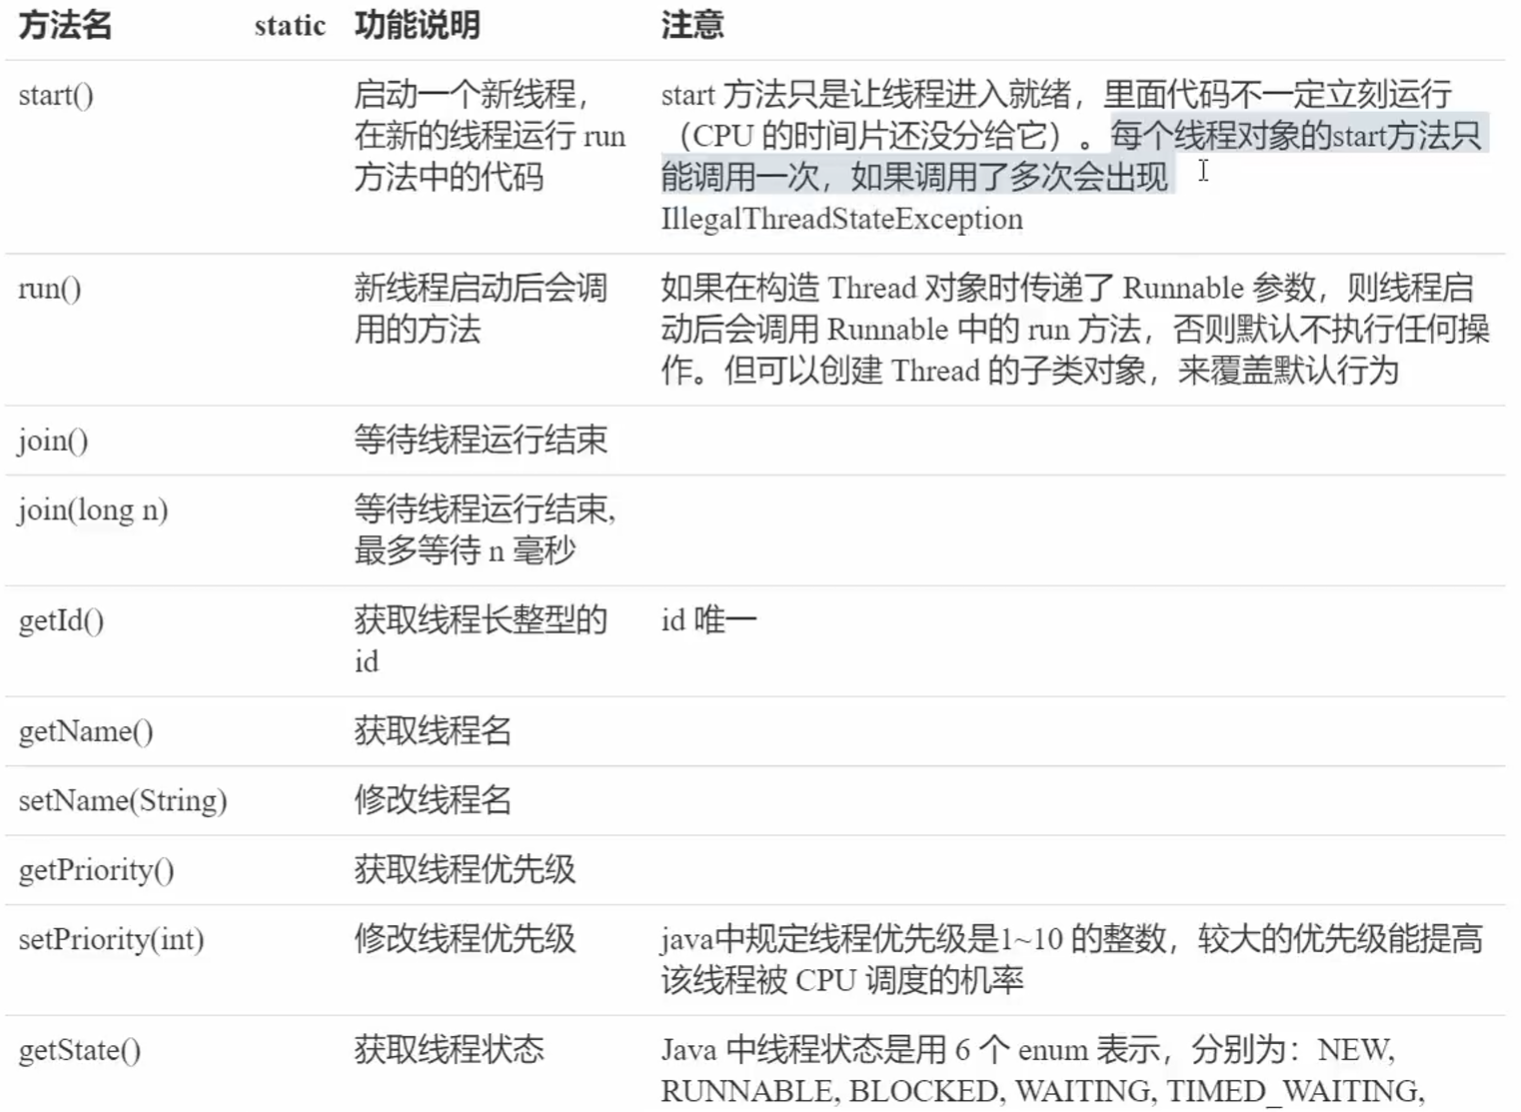 方法名 static 功能说明 注意
start() 启动一个新线程， start 方法只是让线程进入就绪，里面代码不一定立刻运行
在新的线程运行 run （CPU 的时间片还没分给它）。每个线程对象的start方法只
方法中的代码 能调用一次，如果调用了多次会出现
IllegalThreadStateException
run() 新线程启动后会调 如果在构造 Thread 对象时传递了 Runnable 参数，则线程启
用的方法 动后会调用 Runnable 中的 run 方法，否则默认不执行任何操
作。但可以创建 Thread 的子类对象，来覆盖默认行为
join() 等待线程运行结束
join(long n) 等待线程运行结束,
最多等待 n 毫秒
getId() 获取线程长整型的 id 唯一
id
getName() 获取线程名
setName(String) 修改线程名
getPriority() 获取线程优先级
setPriority(int) 修改线程优先级 java中规定线程优先级是1~10 的整数，较大的优先级能提高
该线程被 CPU 调度的机率
getState() 获取线程状态 Java 中线程状态是用 6 个 enum 表示，分别为：NEW,
RUNNABLE, BLOCKED, WAITING, TIMED_WAITING,